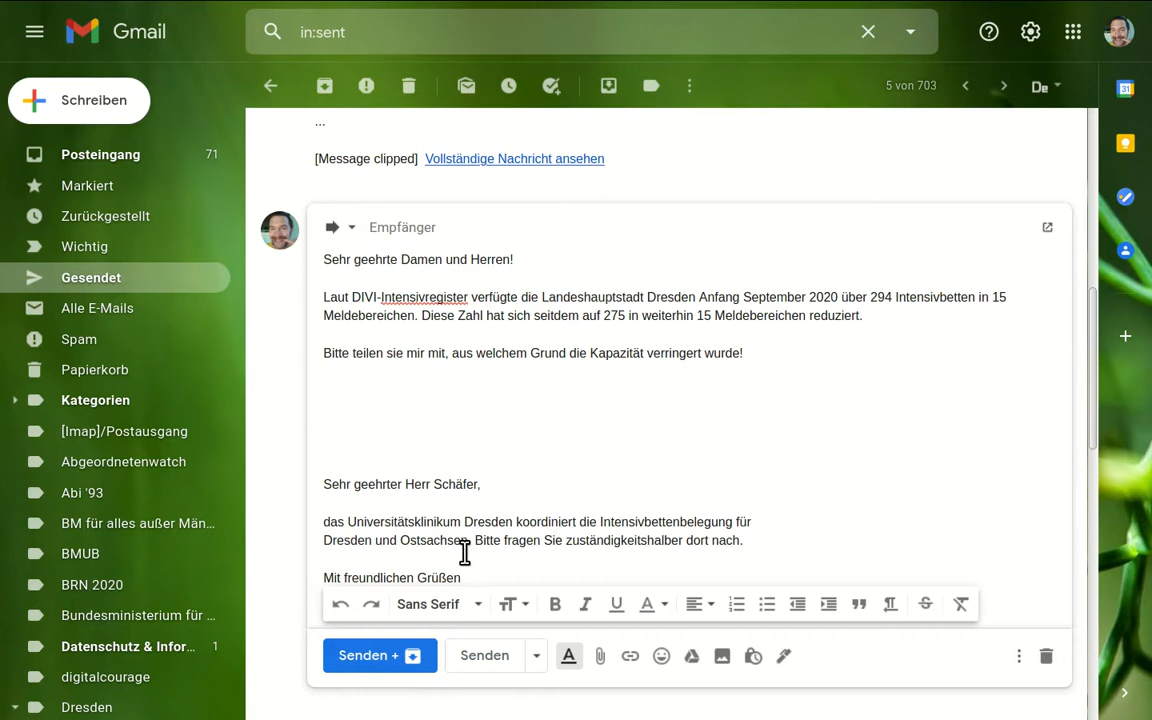 Gmail
in:sent
Schreiben
5 von 703
De
31
Posteingang 71
Markiert
Zurückgestellt
Wichtig
Gesendet
Alle E-Mails
Spam
Papierkorb
Kategorien
[Imap]/Postausgang
Abgeordnetenwatch
Abi '93
BM für alles außer Män...
BMUB
BRN 2020
Bundesministerium für ...
Datenschutz & Infor... 1
digitalcourage
Dresden
...
[Message clipped] Vollständige Nachricht ansehen
Empfänger
Sehr geehrte Damen und Herren!
Laut DIVI-Intensivregister verfügte die Landeshauptstadt Dresden Anfang September 2020 über 294 Intensivbetten in 15
Meldebereichen. Diese Zahl hat sich seitdem auf 275 in weiterhin 15 Meldebereichen reduziert.
Bitte teilen sie mir mit, aus welchem Grund die Kapazität verringert wurde!
Sehr geehrter Herr Schäfer,
das Universitätsklinikum Dresden koordiniert die Intensivbettenbelegung für
Dresden und Ostsachsen. Bitte fragen Sie zuständigkeitshalber dort nach.
Mit freundlichen Grüßen
Sans Serif
Senden +
Senden